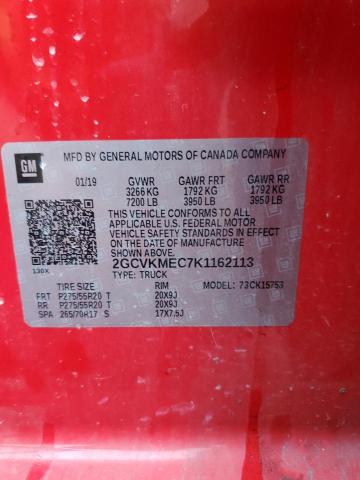 GM
MFD BY GENERAL MOTORS OF CANADA COMPANY
01/19 GVWR GAWR FRT GAWR RR
3266 KG 1792 KG 1792 KG
7200 LB 3950 LB 3950 LB
THIS VEHICLE CONFORMS TO ALL
APPLICABLE U.S. FEDERAL MOTOR
VEHICLE SAFETY STANDARDS IN EFFECT
ON THE DATE OF MANUFACTURE
SHOWN ABOVE.
2GCVKMEC7K1162113
130X TYPE: TRUCK
TIRE SIZE RIM MODEL: 73CK15753
FRT P275/55R20 T 20X9J
RR P275/55R20 T 20X9J
SPA 265/70R17 S 17X7.5J